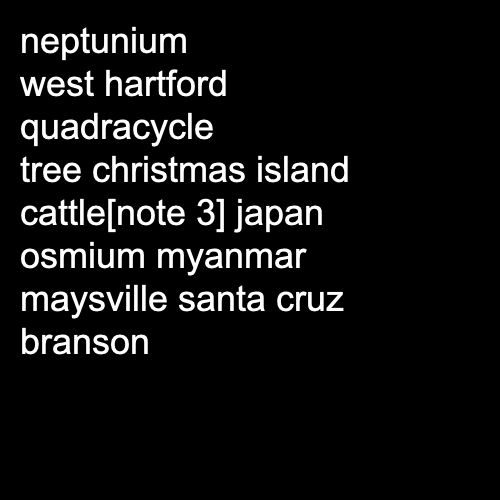 neptunium
west hartford
quadracycle
tree christmas island
cattle[note 3] japan
osmium myanmar
maysville santa cruz
branson